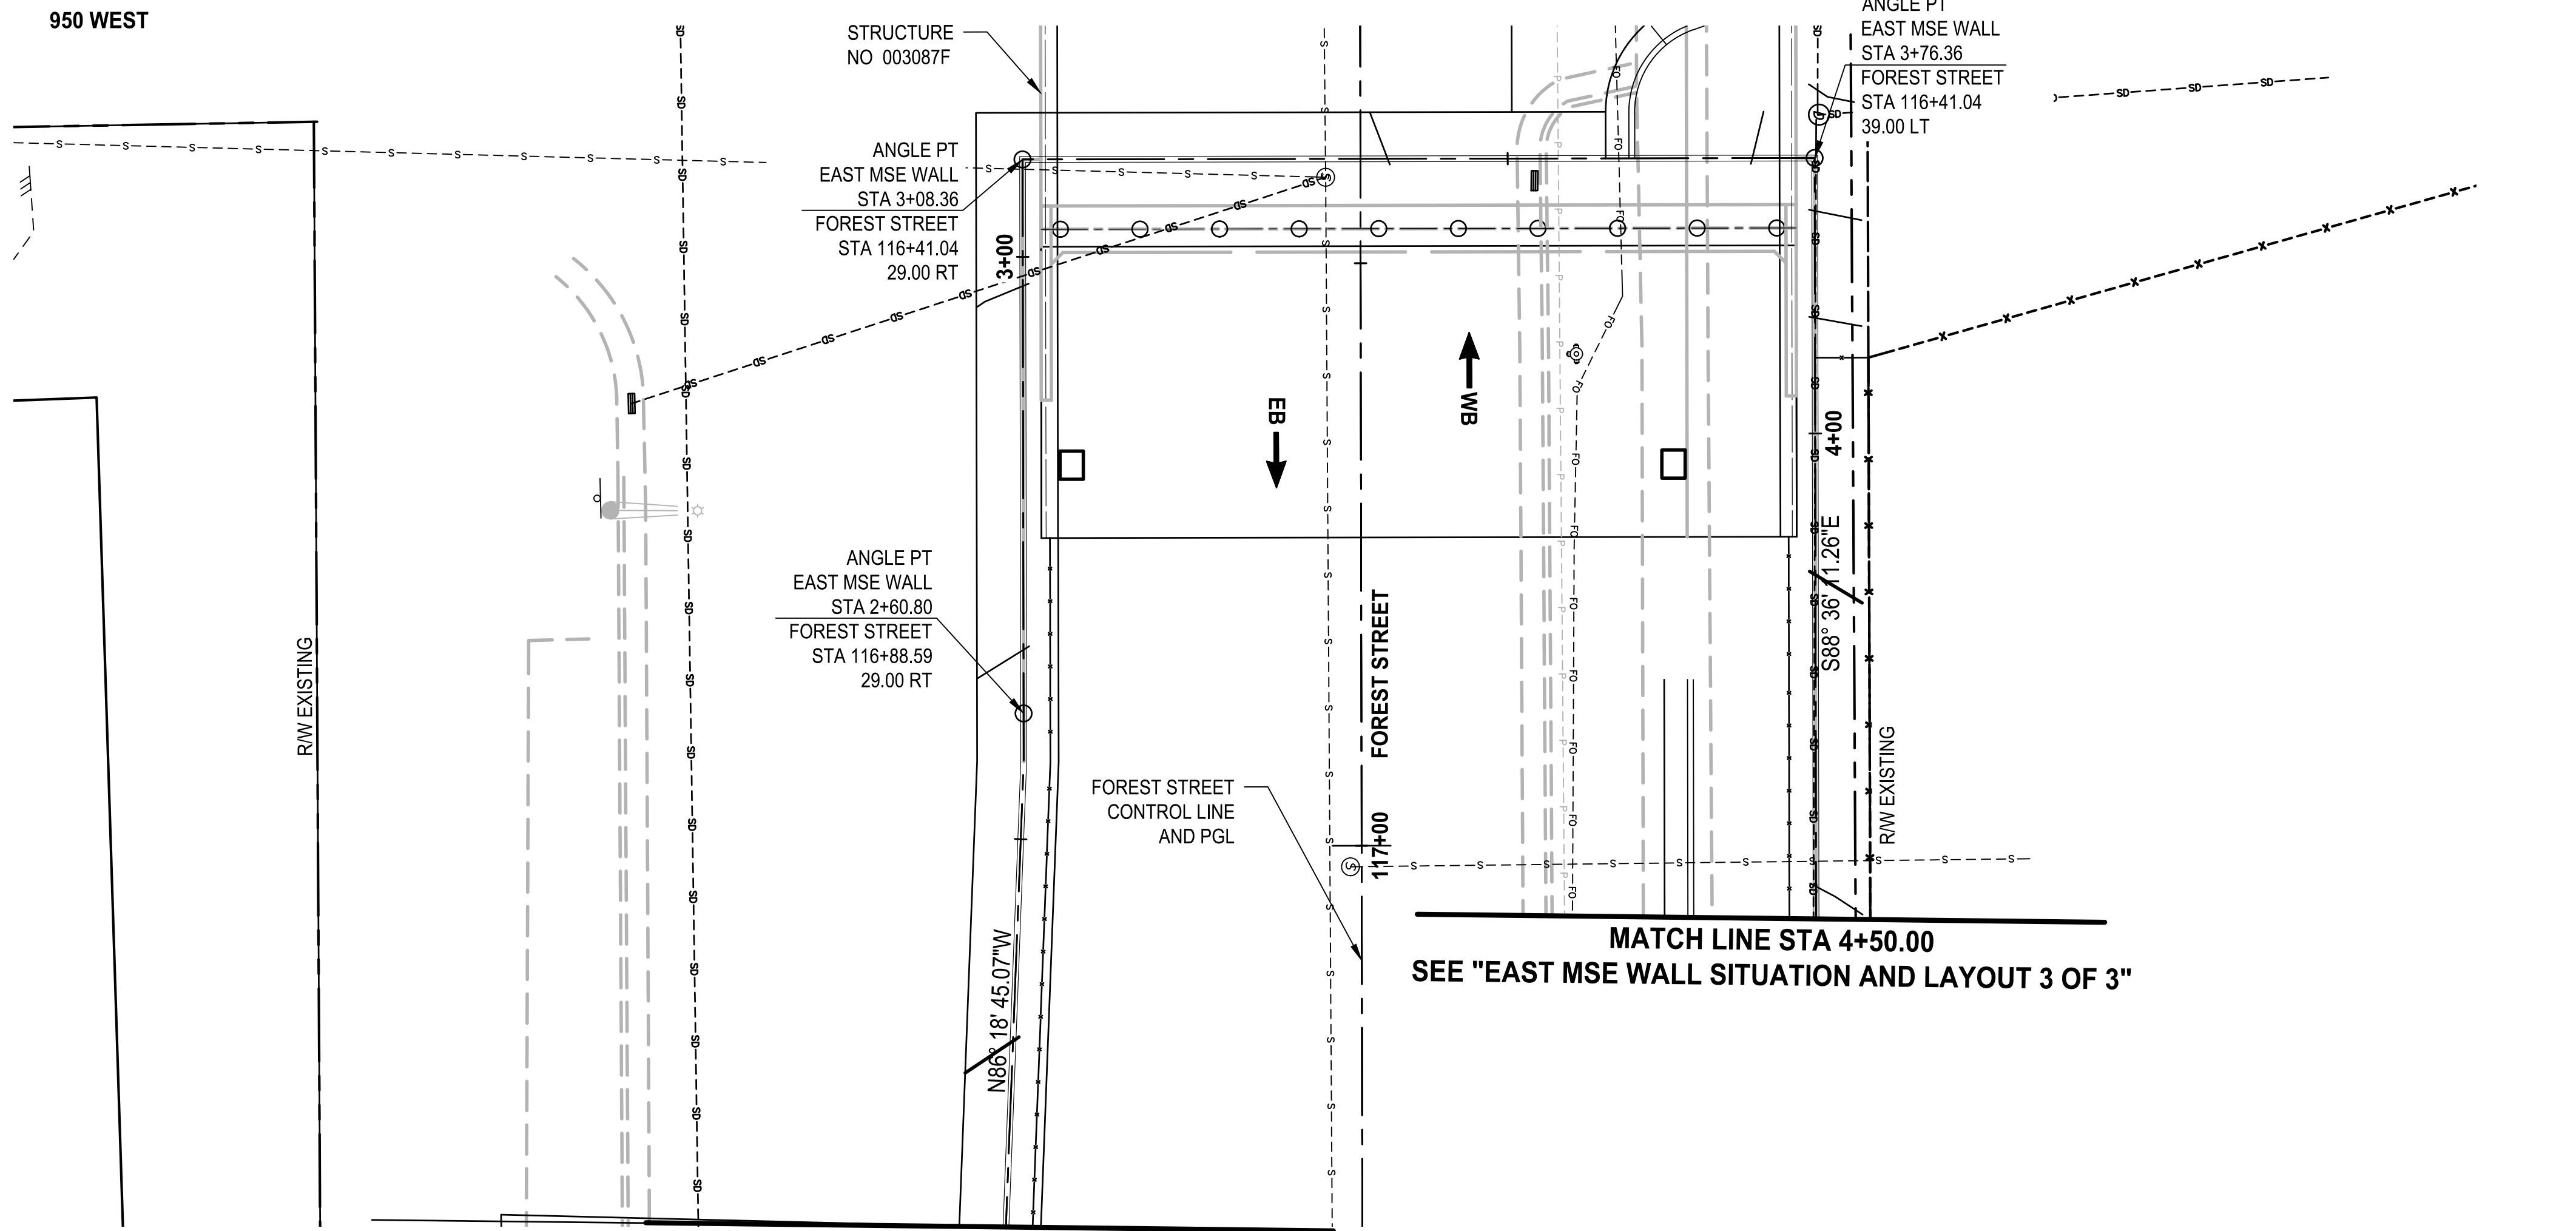 950 WEST
STRUCTURE
NO 003087F
ANGLE PT
EAST MSE WALL
STA 3+76.36
FOREST STREET
STA 116+41.04
39.00 LT
ANGLE PT
EAST MSE WALL
STA 3+08.36
FOREST STREET
STA 116+41.04
29.00 RT
3+00
EB
WB
4+00
ANGLE PT
EAST MSE WALL
STA 2+60.80
FOREST STREET
STA 116+88.59
29.00 RT
R/W EXISTING
FOREST STREET
S88° 36' 11.26"E
R/W EXISTING
FOREST STREET
CONTROL LINE
AND PGL
117+00
N86° 18' 45.07"W
MATCH LINE STA 4+50.00
SEE "EAST MSE WALL SITUATION AND LAYOUT 3 OF 3"